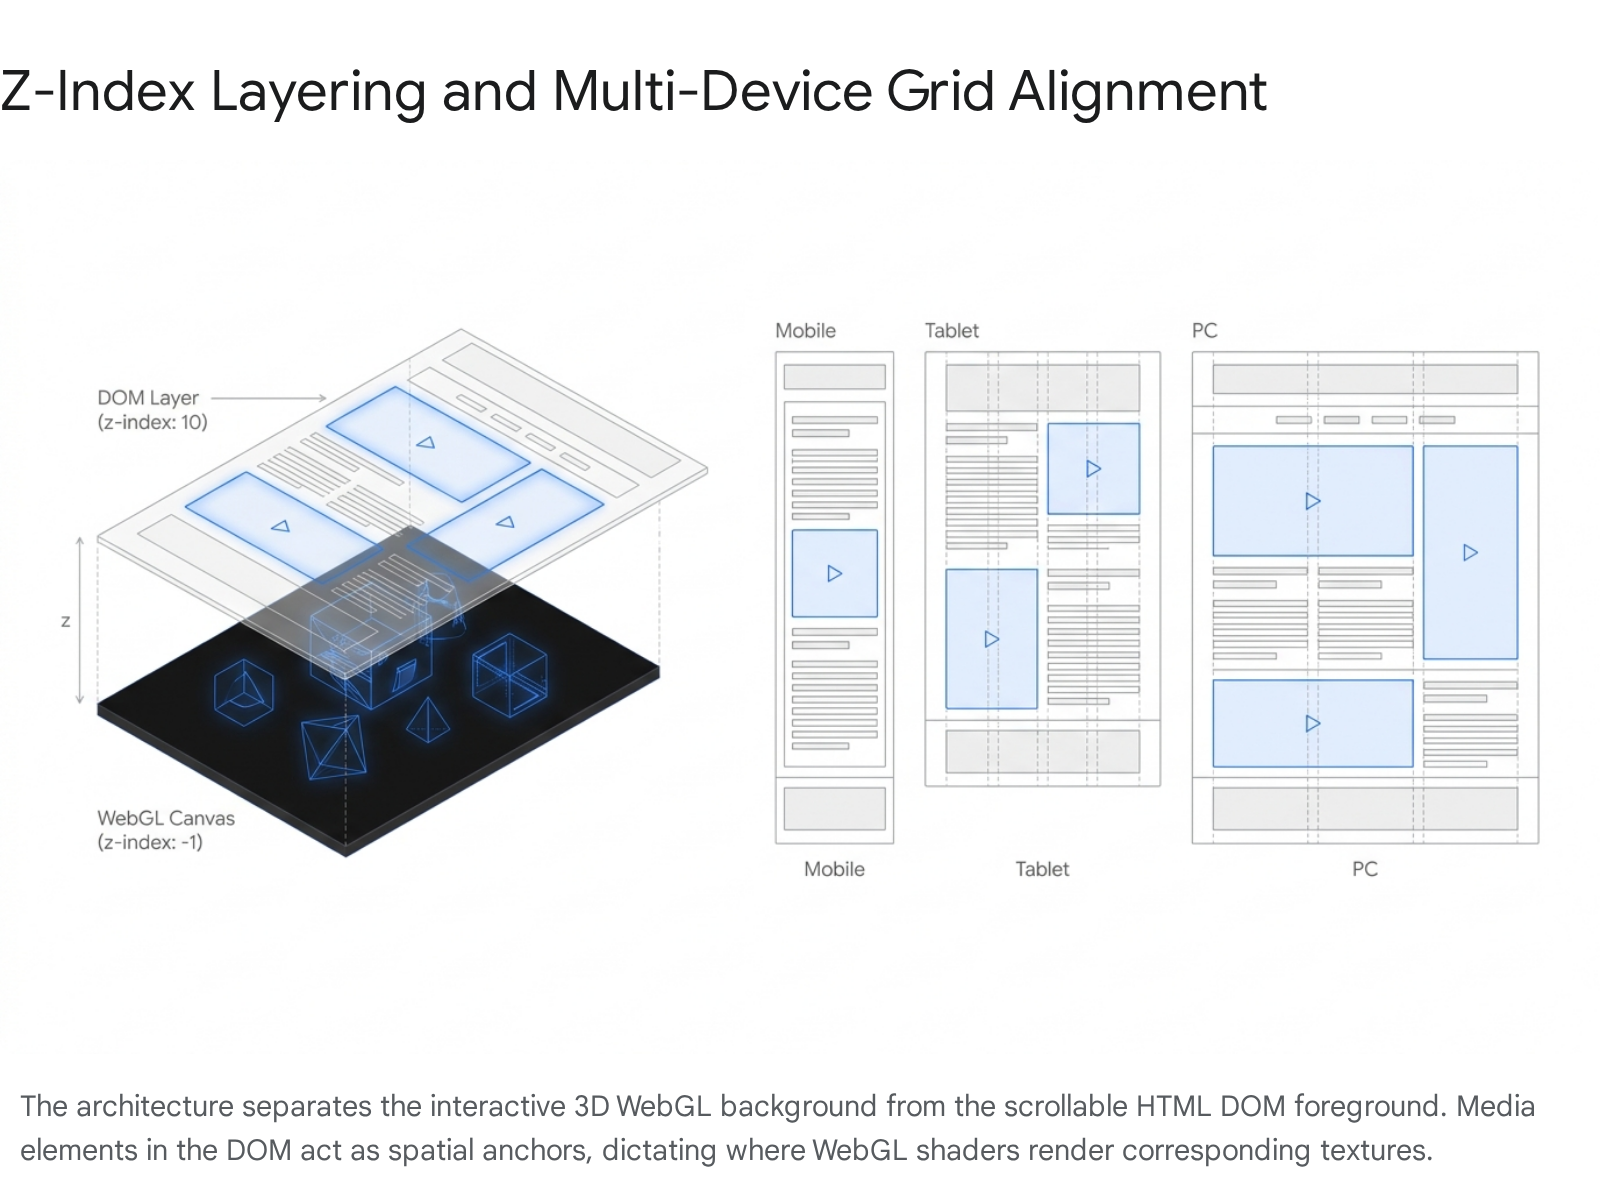 Z-Index Layering and Multi-Device Grid Alignment
DOM Layer
(z-index: 10)
z
WebGL Canvas
(z-index: -1)
Mobile
Tablet
PC
Mobile
Tablet
PC
The architecture separates the interactive 3D WebGL background from the scrollable HTML DOM foreground. Media
elements in the DOM act as spatial anchors, dictating where WebGL shaders render corresponding textures.